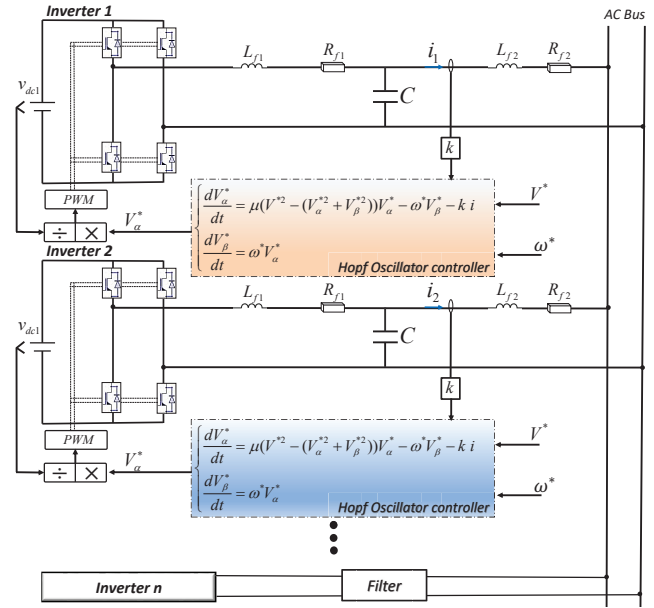 AC Bus
Inverter 1
L_{f1} R_{f1} i_1 L_{f2} R_{f2}
v_{dc1}
C
k
PWM
÷ × V_α^*
dV_α^*/dt = μ(V^{*2} − (V_α^{*2} + V_β^{*2}))V_α^* − ω^*V_β^* − k i
dV_β^*/dt = ω^*V_α^*
Hopf Oscillator controller
V^*
ω^*
Inverter 2
L_{f1} R_{f1} i_2 L_{f2} R_{f2}
v_{dc1}
C
k
PWM
÷ × V_α^*
dV_α^*/dt = μ(V^{*2} − (V_α^{*2} + V_β^{*2}))V_α^* − ω^*V_β^* − k i
dV_β^*/dt = ω^*V_α^*
Hopf Oscillator controller
V^*
ω^*
Inverter n
Filter